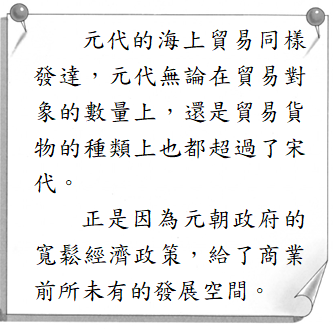 元代的海上貿易同樣
發達，元代無論在貿易對
象的數量上，還是貿易貨
物的種類上也都超過了宋
代。
正是因為元朝政府的
寬鬆經濟政策，給了商業
前所未有的發展空間。